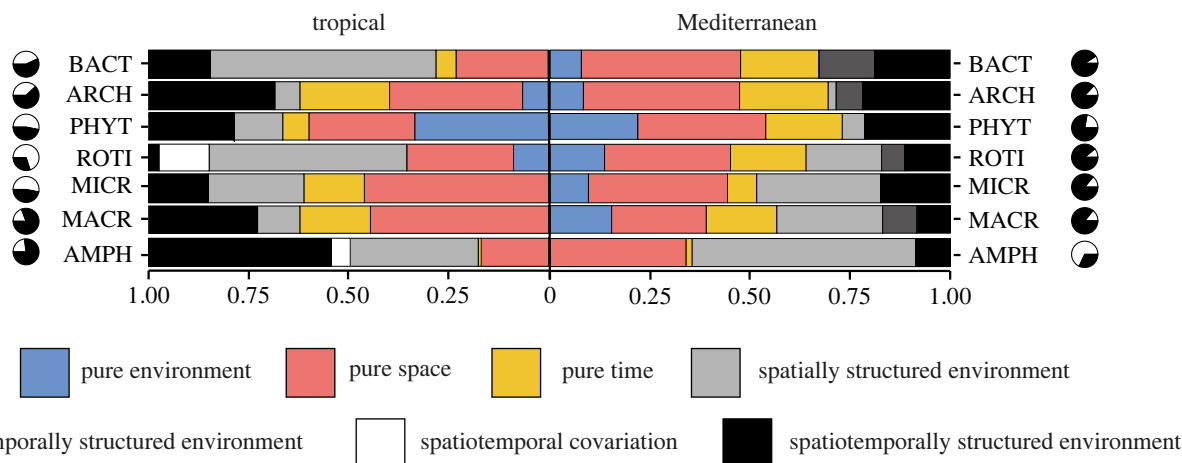 tropical Mediterranean
BACT BACT
ARCH ARCH
PHYT PHYT
ROTI ROTI
MICR MICR
MACR MACR
AMPH AMPH
1.00 0.75 0.50 0.25 0 0.25 0.50 0.75 1.00
pure environment pure space pure time spatially structured environment
mporally structured environment spatiotemporal covariation spatiotemporally structured environment